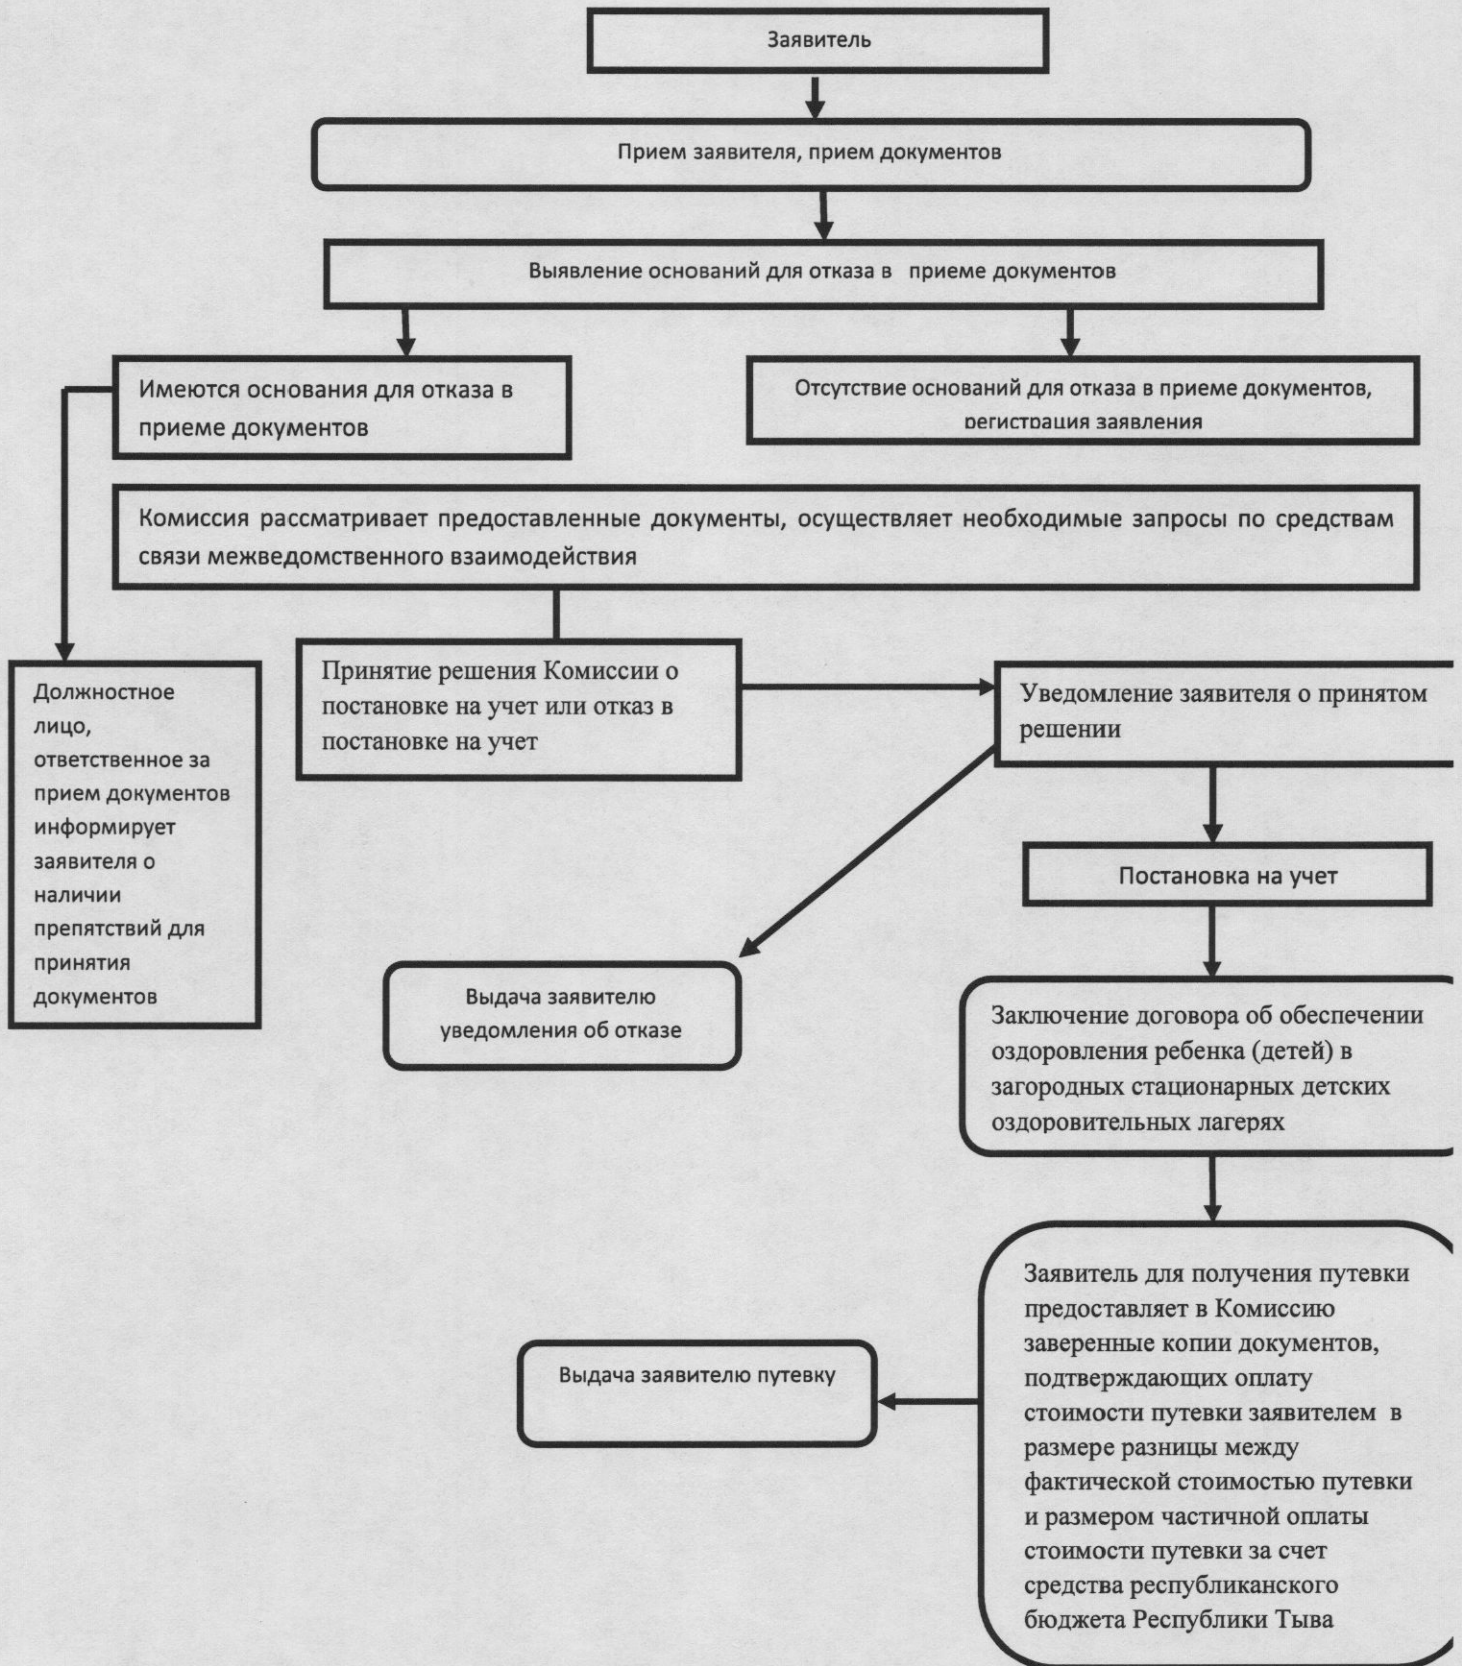 Заявитель
Прием заявителя, прием документов
Выявление оснований для отказа в приеме документов
Имеются основания для отказа в
приеме документов
Отсутствие оснований для отказа в приеме документов,
регистрация заявления
Комиссия рассматривает предоставленные документы, осуществляет необходимые запросы по средствам
связи межведомственного взаимодействия
Должностное
лицо,
ответственное за
прием документов
информирует
заявителя о
наличии
препятствий для
принятия
документов
Принятие решения Комиссии о
постановке на учет или отказ в
постановке на учет
Уведомление заявителя о принятом
решении
Постановка на учет
Выдача заявителю
уведомления об отказе
Заключение договора об обеспечении
оздоровления ребенка (детей) в
загородных стационарных детских
оздоровительных лагерях
Заявитель для получения путевки
предоставляет в Комиссию
заверенные копии документов,
подтверждающих оплату
стоимости путевки заявителем в
размере разницы между
фактической стоимостью путевки
и размером частичной оплаты
стоимости путевки за счет
средства республиканского
бюджета Республики Тыва
Выдача заявителю путевку